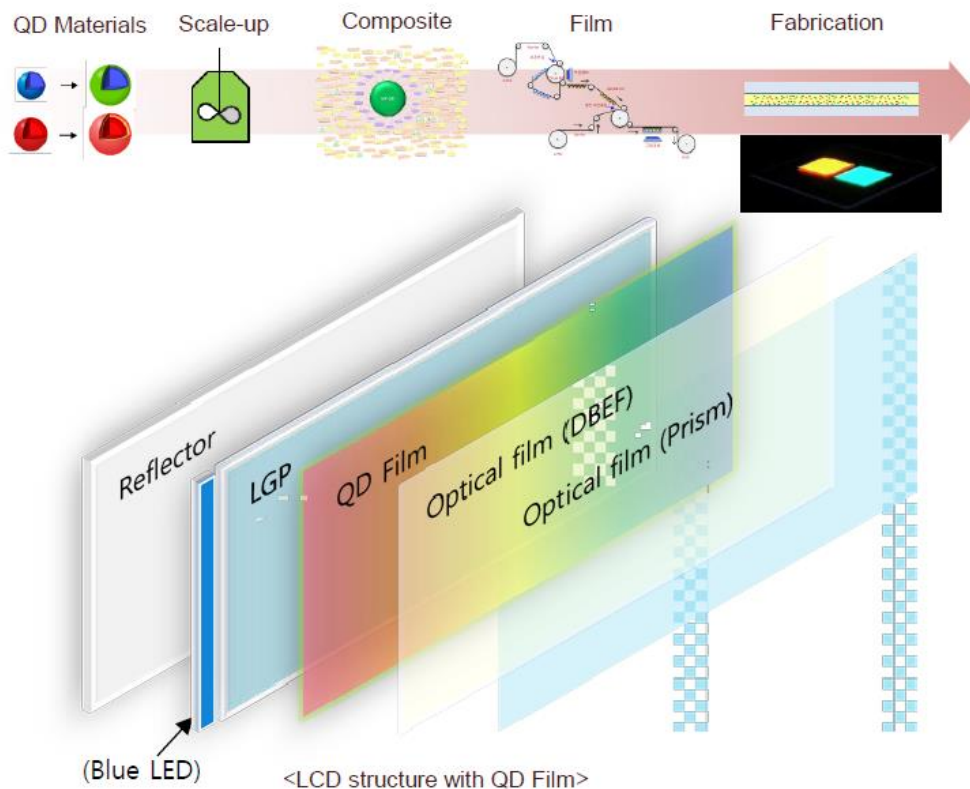 QD Materials
Scale-up
Composite
Film
Fabrication
Reflector
LGP
QD Film
Optical film (DBEF)
Optical film (Prism)
(Blue LED)
<LCD structure with QD Film>